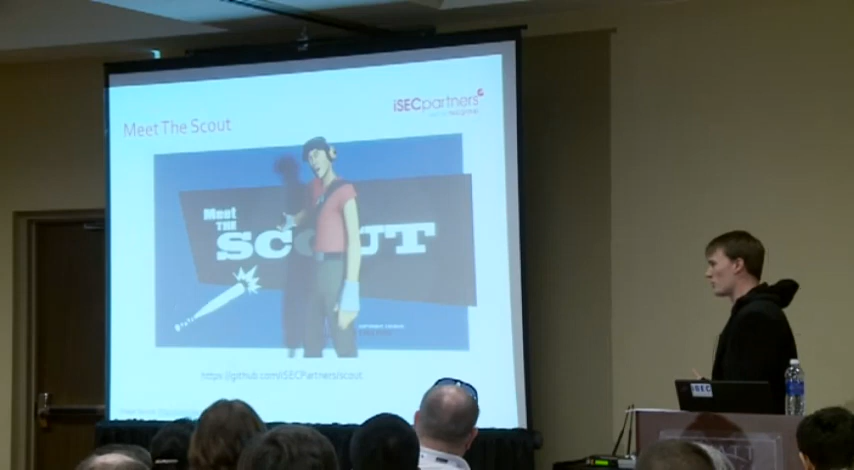 iSECpartners
Meet The Scout
Meet
THE
SCOUT
https://github.com/iSECPartners/scout
iSEC